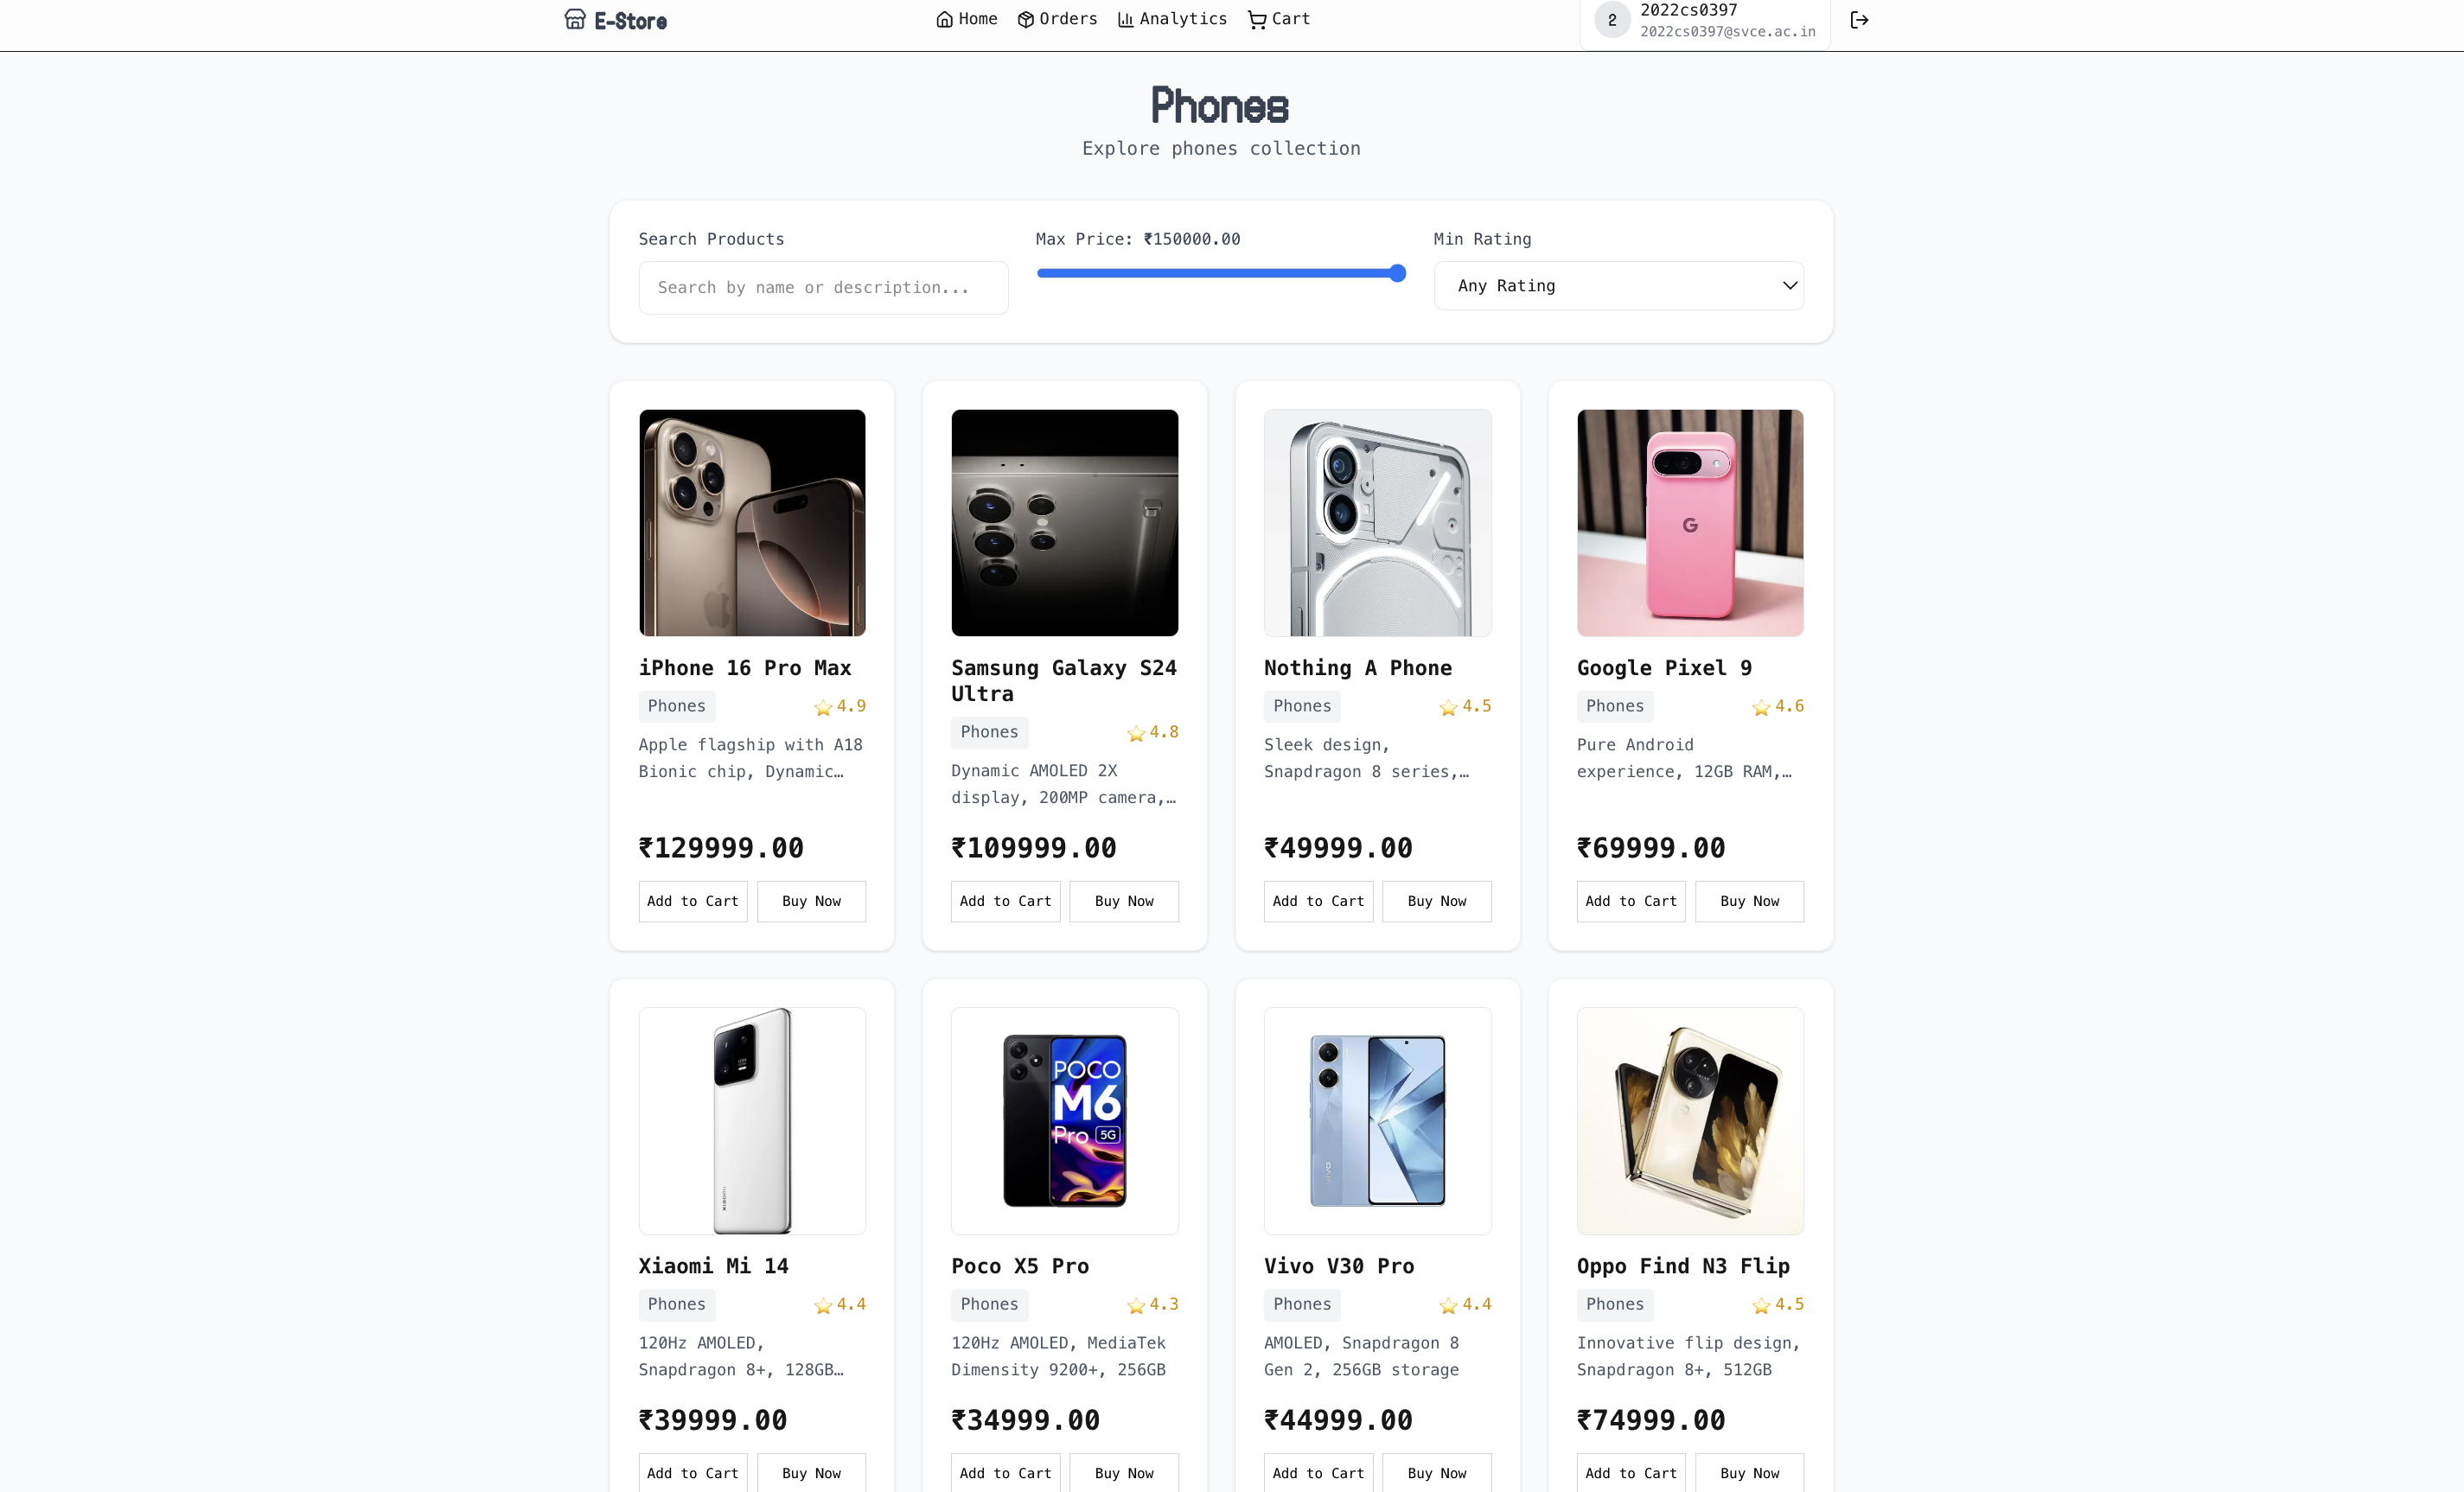 E-Store
Home
Orders
Analytics
Cart
2
2022cs0397
2022cs0397@svce.ac.in
Phones
Explore phones collection
Search Products
Max Price: ₹150000.00
Min Rating
Search by name or description...
Any Rating
G
iPhone 16 Pro Max
Phones
4.9
Apple flagship with A18
Bionic chip, Dynamic…
₹129999.00
Add to Cart
Buy Now
Samsung Galaxy S24
Ultra
Phones
4.8
Dynamic AMOLED 2X
display, 200MP camera,…
₹109999.00
Add to Cart
Buy Now
Nothing A Phone
Phones
4.5
Sleek design,
Snapdragon 8 series,…
₹49999.00
Add to Cart
Buy Now
Google Pixel 9
Phones
4.6
Pure Android
experience, 12GB RAM,…
₹69999.00
Add to Cart
Buy Now
XIAOMI
Xiaomi Mi 14
Phones
4.4
120Hz AMOLED,
Snapdragon 8+, 128GB…
₹39999.00
Add to Cart
Buy Now
POCO
M6
Pro 5G
Poco X5 Pro
Phones
4.3
120Hz AMOLED, MediaTek
Dimensity 9200+, 256GB
₹34999.00
Add to Cart
Buy Now
vivo
Vivo V30 Pro
Phones
4.4
AMOLED, Snapdragon 8
Gen 2, 256GB storage
₹44999.00
Add to Cart
Buy Now
Oppo Find N3 Flip
Phones
4.5
Innovative flip design,
Snapdragon 8+, 512GB
₹74999.00
Add to Cart
Buy Now